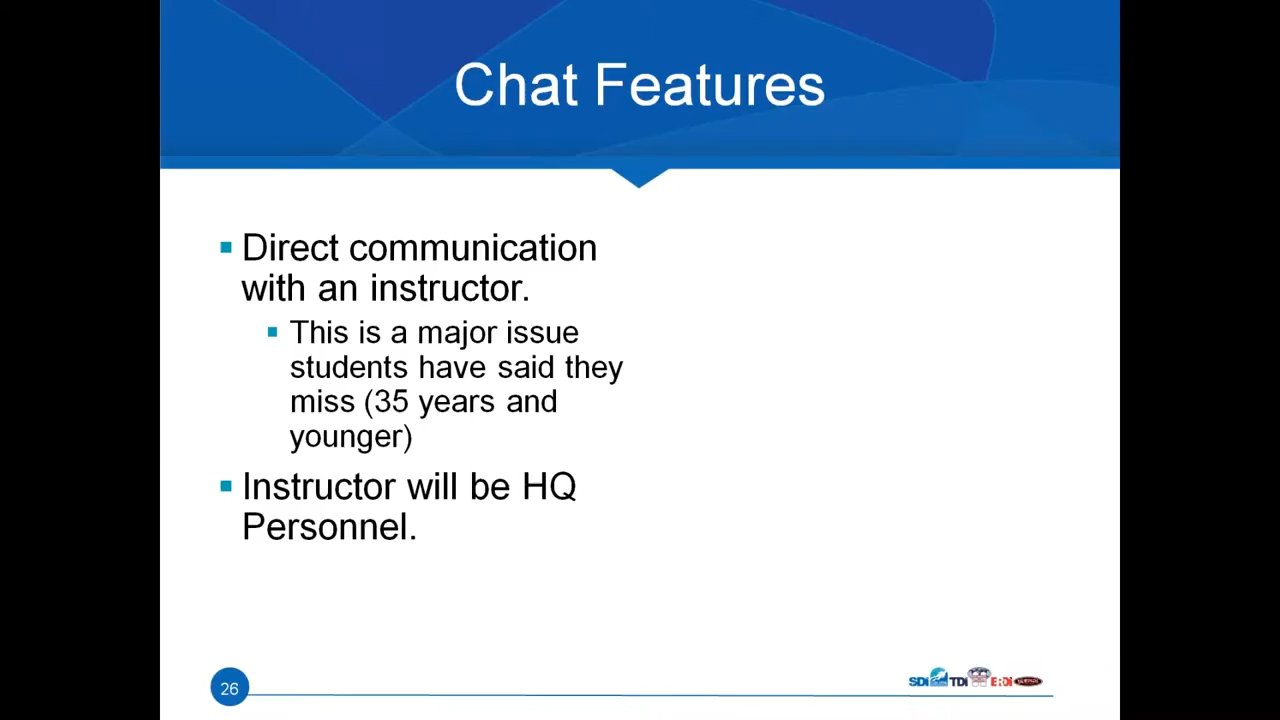 Chat Features
Direct communication
with an instructor.
This is a major issue
students have said they
miss (35 years and
younger)
Instructor will be HQ
Personnel.
26
SDI TDI